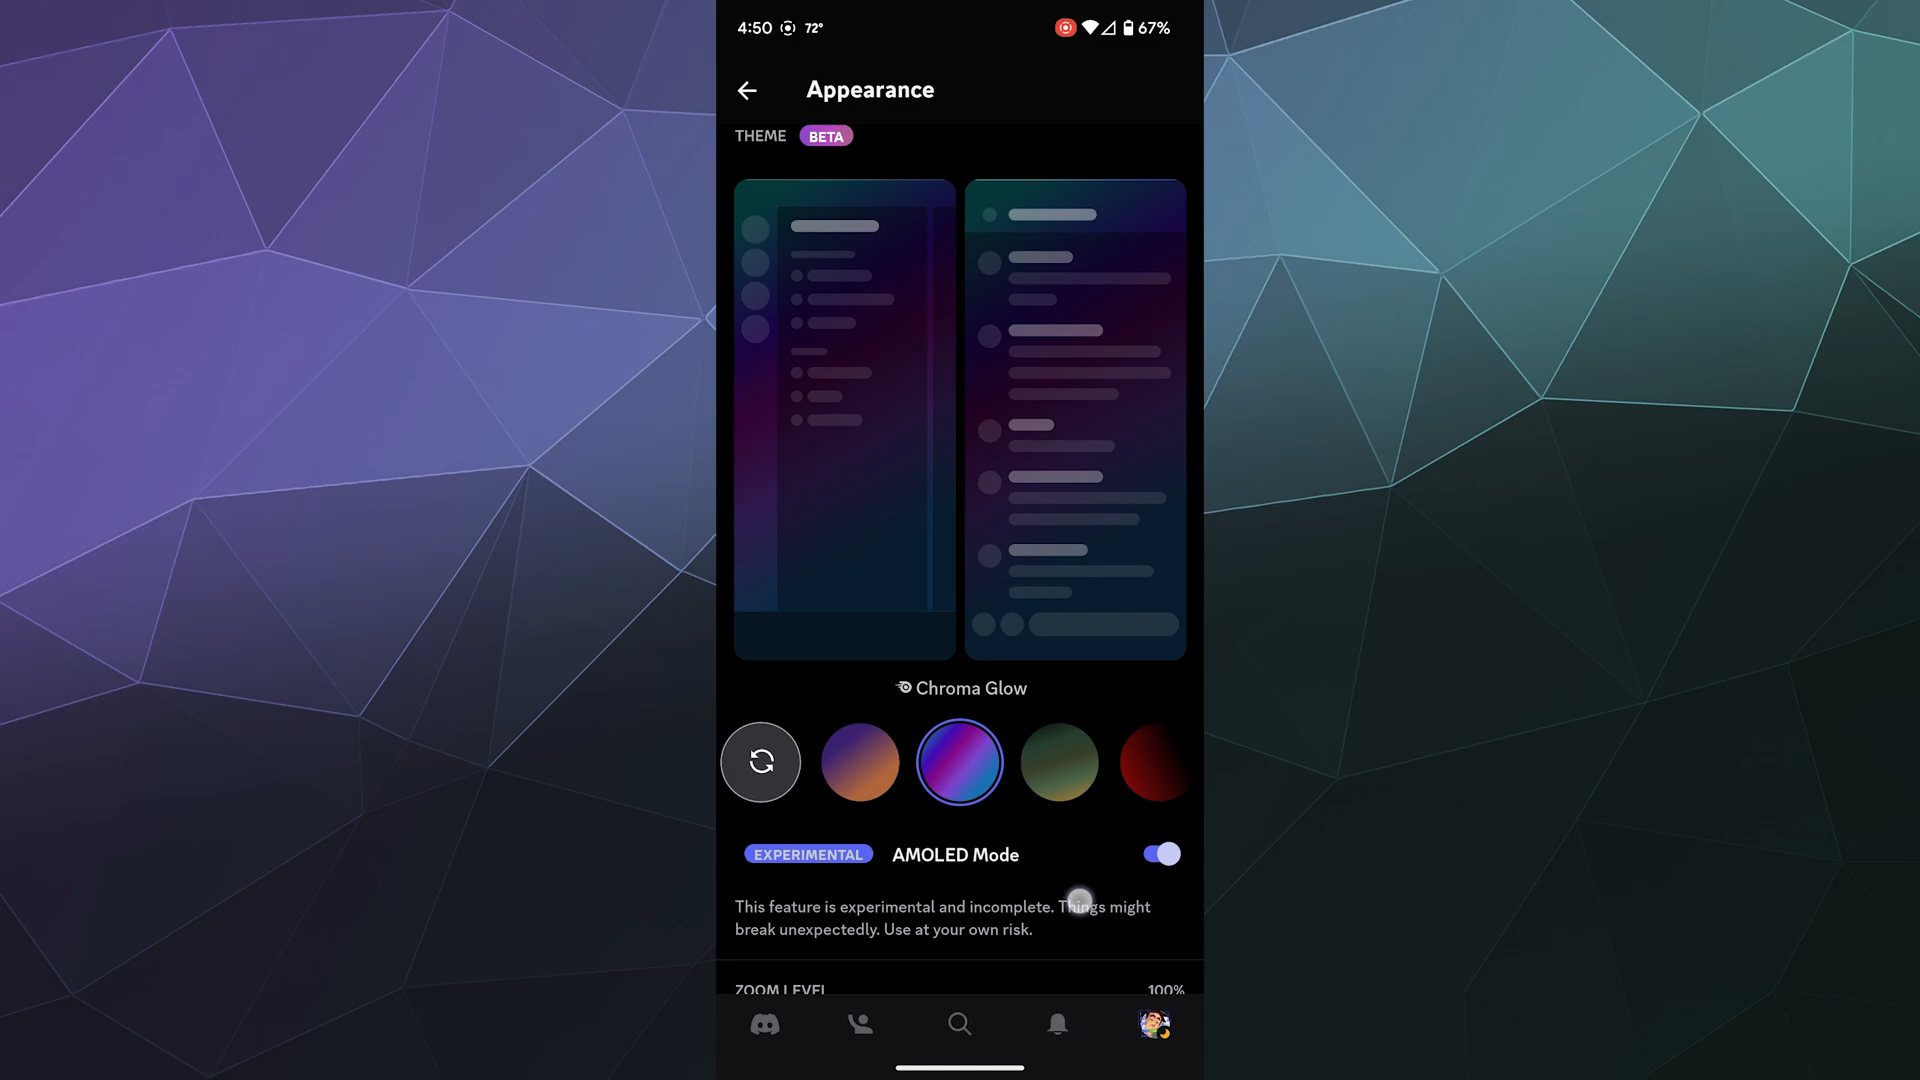 4:50 72° 67%
Appearance
THEME BETA
Chroma Glow
EXPERIMENTAL AMOLED Mode
This feature is experimental and incomplete. Things might
break unexpectedly. Use at your own risk.
ZOOM LEVEL 100%